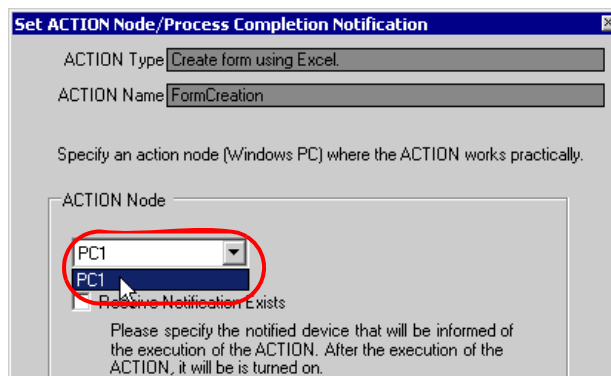 Set ACTION Node/Process Completion Notification
ACTION Type Create form using Excel.
ACTION Name FormCreation
Specify an action node (Windows PC) where the ACTION works practically.
ACTION Node
PC1
PC1
Receive Notification Exists
Please specify the notified device that will be informed of
the execution of the ACTION. After the execution of the
ACTION, it will be is turned on.